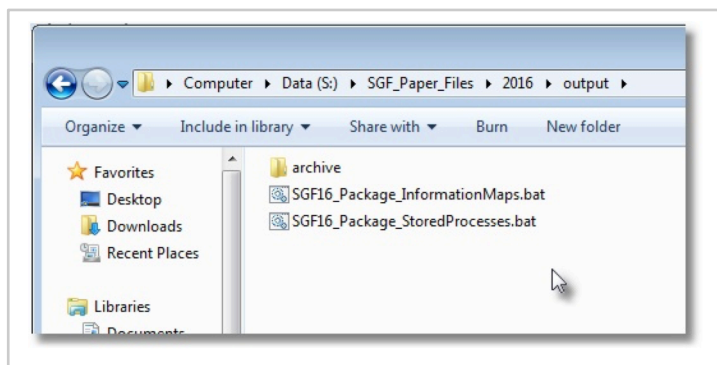 Computer ▸ Data (S:) ▸ SGF_Paper_Files ▸ 2016 ▸ output ▸
Organize Include in library Share with Burn New folder
Favorites
Desktop
Downloads
Recent Places
Libraries
Documents
archive
SGF16_Package_InformationMaps.bat
SGF16_Package_StoredProcesses.bat